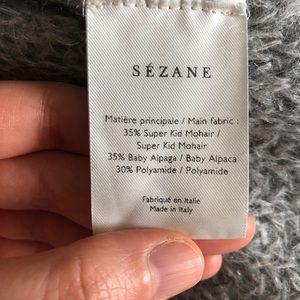 SÉZANE
Matière principale / Main fabric :
35% Super Kid Mohair /
Super Kid Mohair
35% Baby Alpaga / Baby Alpaca
30% Polyamide / Polyamide
Fabriqué en Italie
Made in Italy